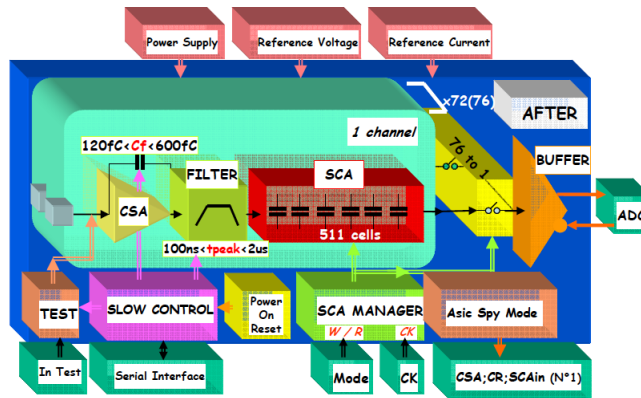 Power Supply
Reference Voltage
Reference Current
x72(76)
AFTER
1 channel
120fC<Cf<600fC
76 to 1
BUFFER
FILTER
SCA
CSA
ADC
511 cells
100ns<tpeak<2us
TEST
SLOW CONTROL
Power
On
Reset
SCA MANAGER
W / R
CK
Asic Spy Mode
In Test
Serial Interface
Mode
CK
CSA;CR;SCAin (N°1)